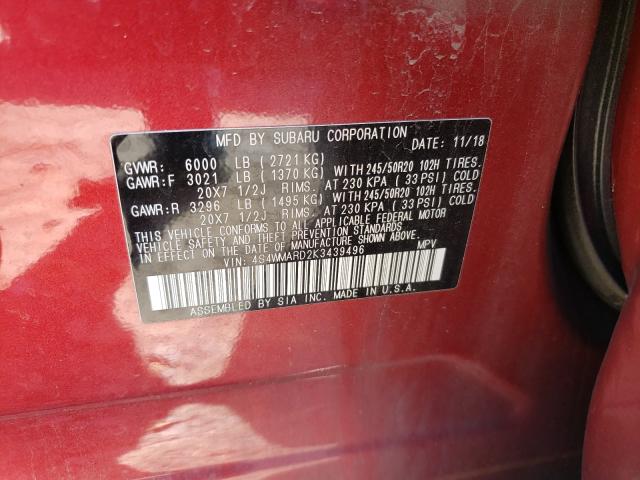 MFD BY SUBARU CORPORATION DATE: 11/18
GVWR: 6000 LB ( 2721 KG)
GAWR:F 3021 LB ( 1370 KG) WITH 245/50R20 102H TIRES.
20X7 1/2J RIMS. AT 230 KPA ( 33 PSI) COLD
GAWR:R 3296 LB ( 1495 KG) WITH 245/50R20 102H TIRES.
20X7 1/2J RIMS. AT 230 KPA ( 33 PSI) COLD
THIS VEHICLE CONFORMS TO ALL APPLICABLE FEDERAL MOTOR
VEHICLE SAFETY AND THEFT PREVENTION STANDARDS
IN EFFECT ON THE DATE OF MANUFACTURE SHOWN ABOVE.
VIN: 4S4WMARD2K3439496 MPV
ASSEMBLED BY SIA INC. MADE IN U.S.A.